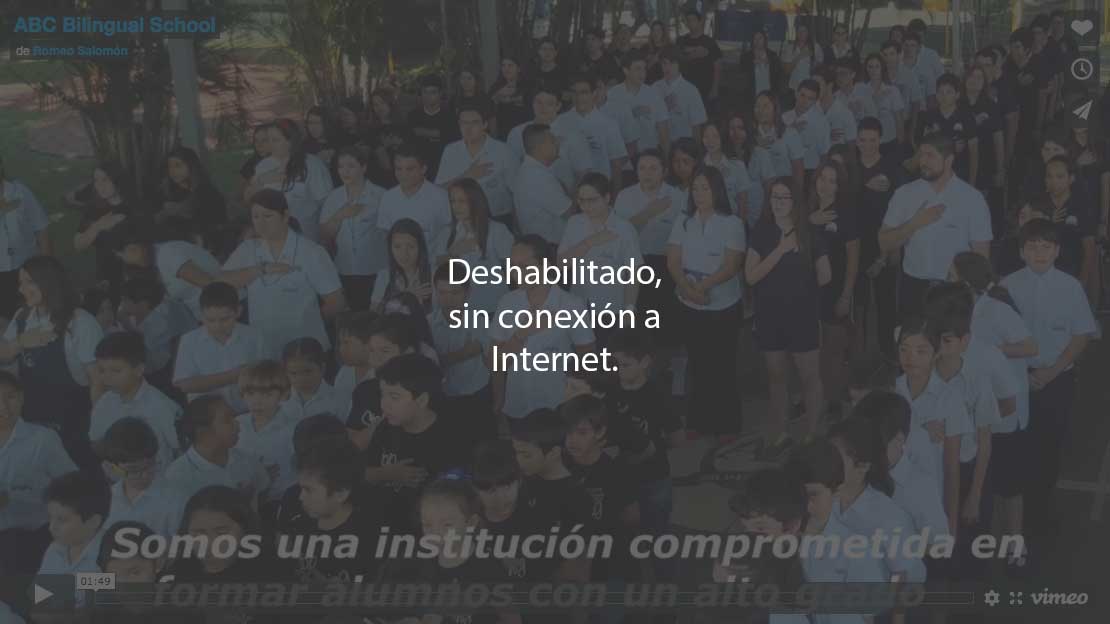 ABC Bilingual School
de Romeo Salomón
Deshabilitado,
sin conexión a
Internet.
Somos una institución comprometida en
formar alumnos con un alto grado
01:49
vimeo